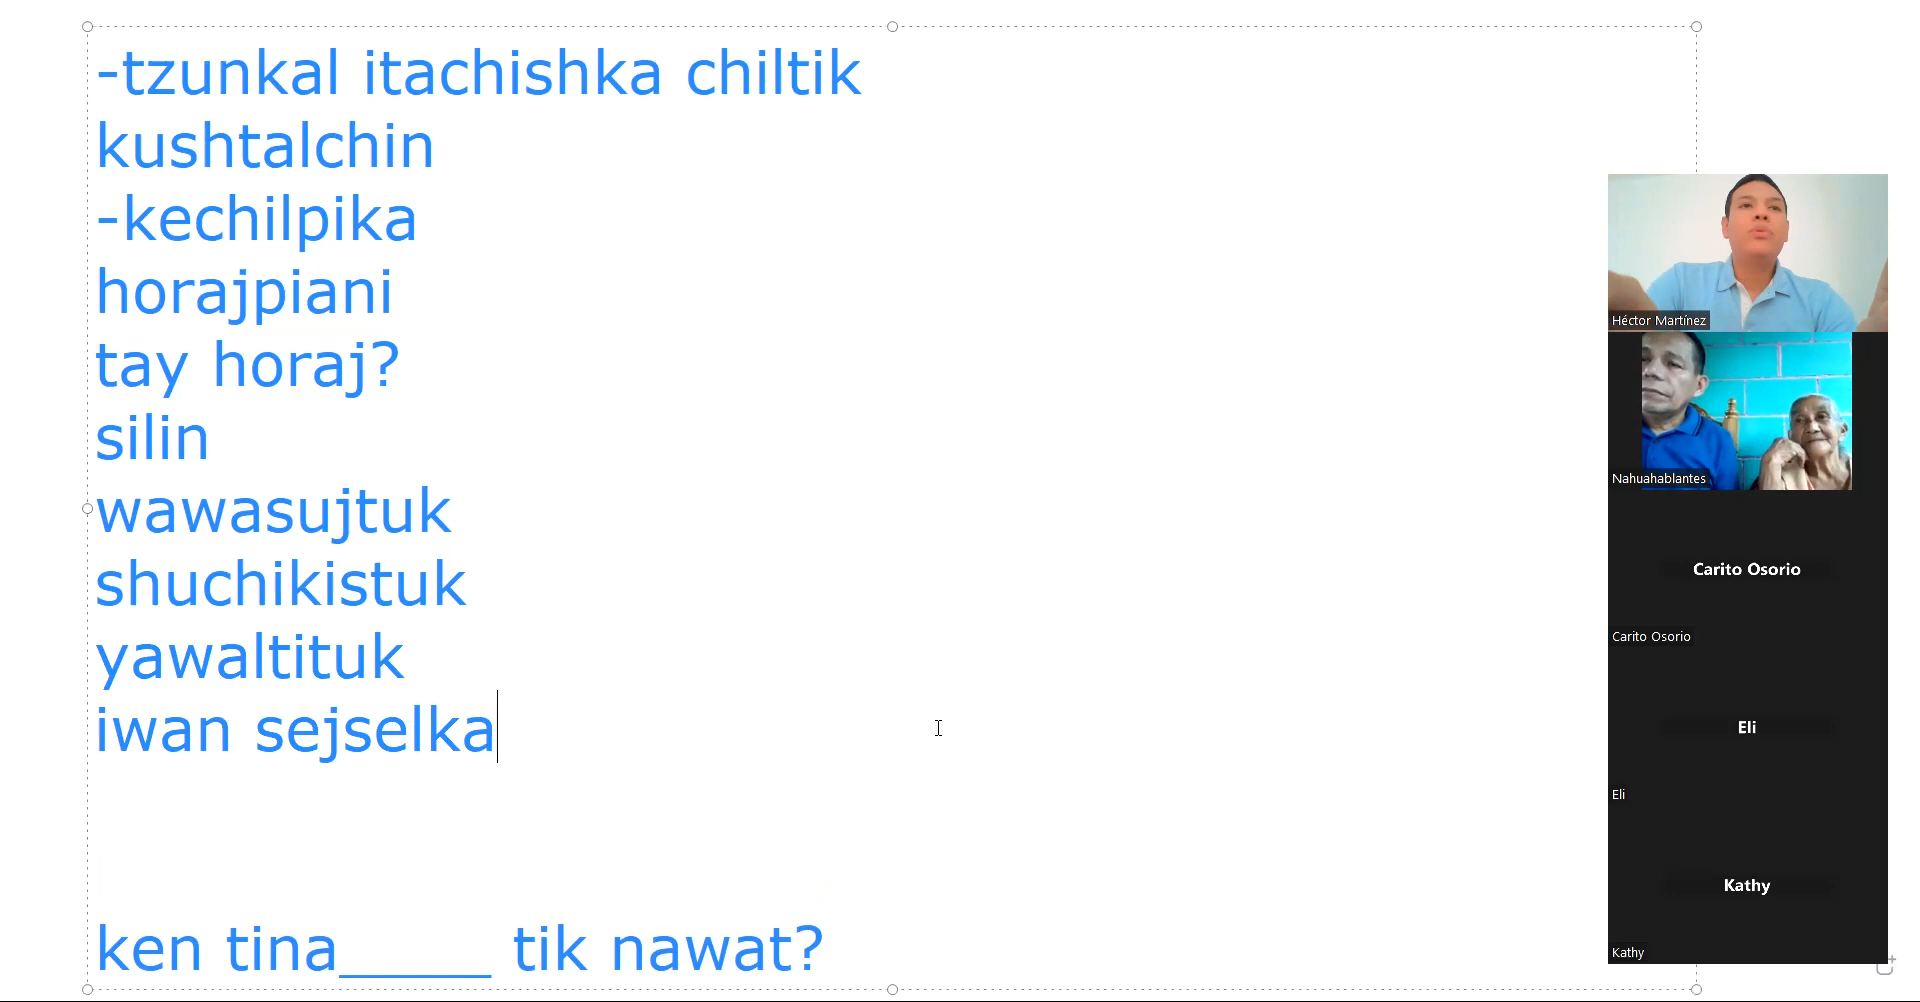 -tzunkal itachishka chiltik
kushtalchin
-kechilpika
horajpiani
tay horaj?
silin
wawasujtuk
shuchikistuk
yawaltituk
iwan sejselka
ken tina_____ tik nawat?
Héctor Martínez
Nahuahablantes
Carito Osorio
Carito Osorio
Eli
Eli
Kathy
Kathy